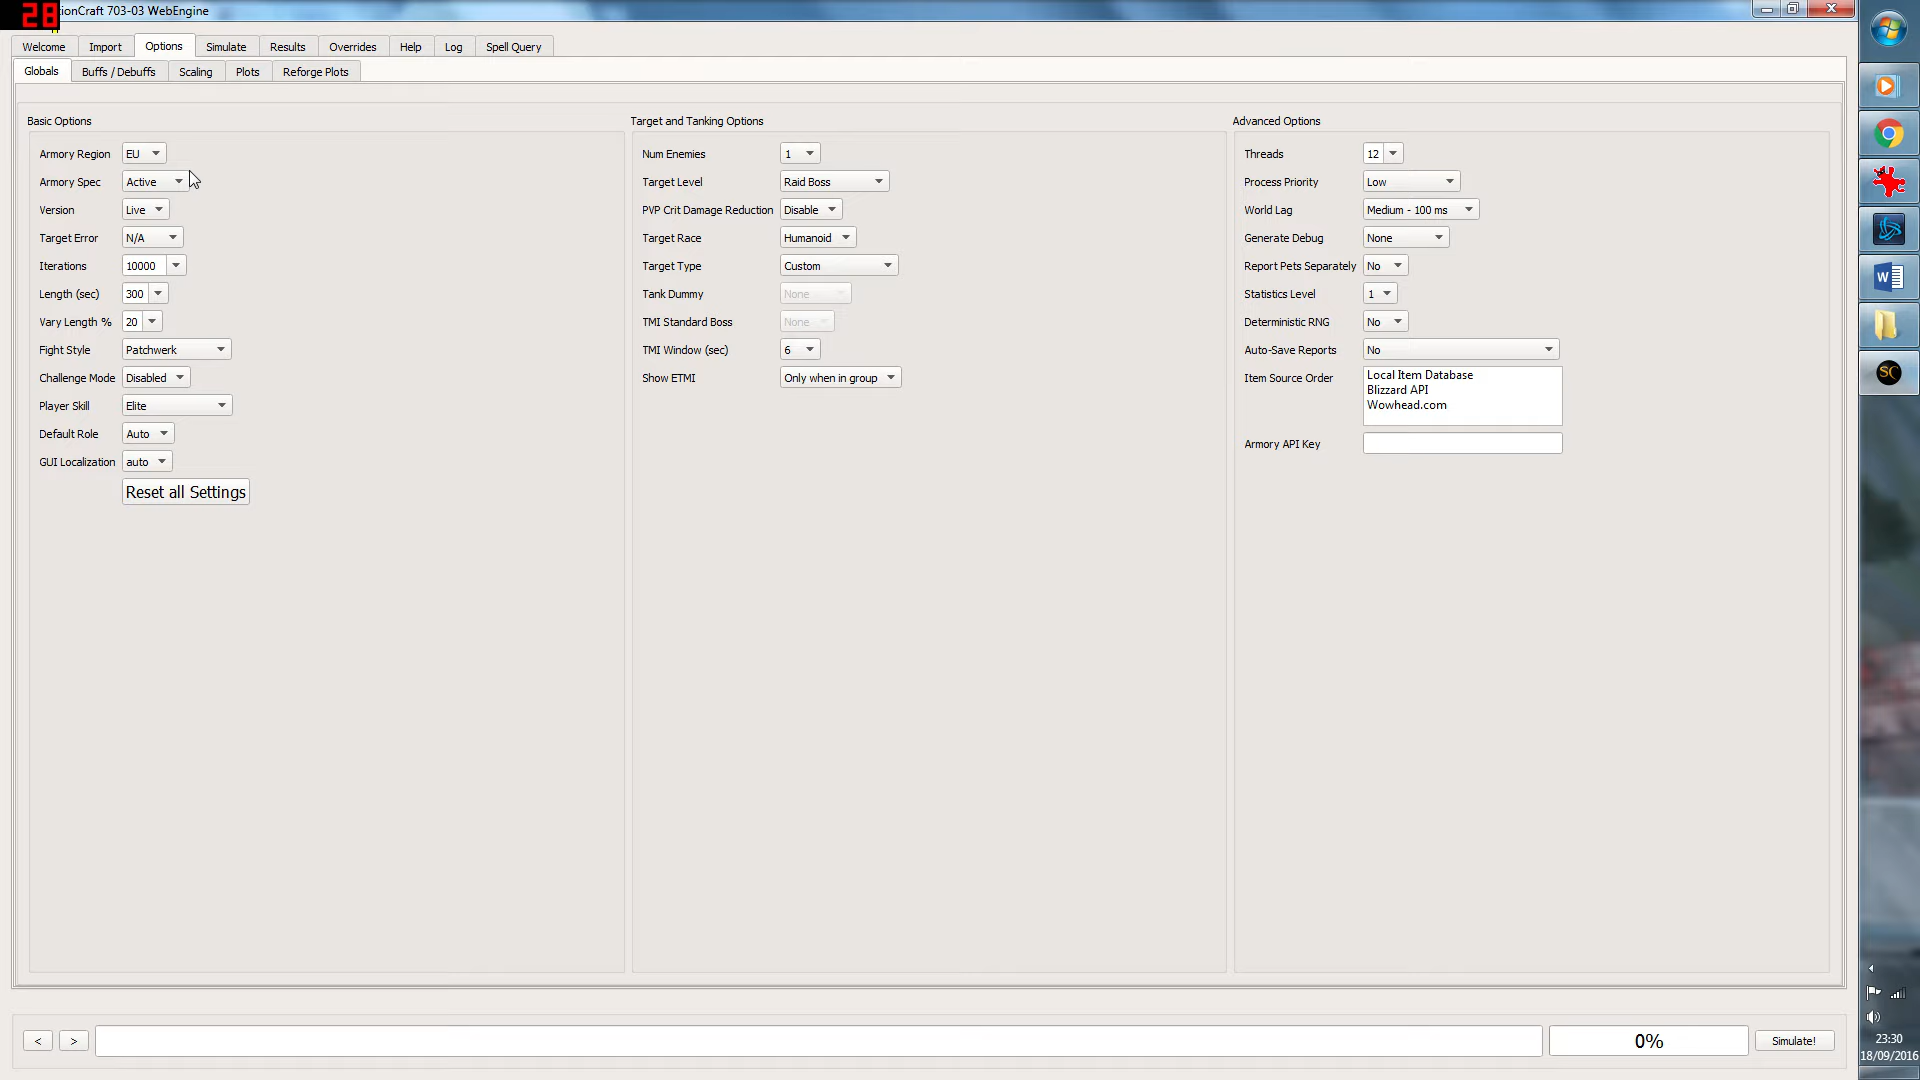 28
ionCraft 703-03 WebEngine
Welcome Import Options Simulate Results Overrides Help Log Spell Query
Globals Buffs / Debuffs Scaling Plots Reforge Plots
Basic Options
Armory Region EU
Armory Spec Active
Version Live
Target Error N/A
Iterations 10000
Length (sec) 300
Vary Length % 20
Fight Style Patchwerk
Challenge Mode Disabled
Player Skill Elite
Default Role Auto
GUI Localization auto
Reset all Settings
Target and Tanking Options
Num Enemies 1
Target Level Raid Boss
PVP Crit Damage Reduction Disable
Target Race Humanoid
Target Type Custom
Tank Dummy None
TMI Standard Boss None
TMI Window (sec) 6
Show ETMI Only when in group
Advanced Options
Threads 12
Process Priority Low
World Lag Medium - 100 ms
Generate Debug None
Report Pets Separately No
Statistics Level 1
Deterministic RNG No
Auto-Save Reports No
Item Source Order Local Item Database
Blizzard API
Wowhead.com
Armory API Key
< > 0% Simulate!
W
SC
23:30
18/09/2016